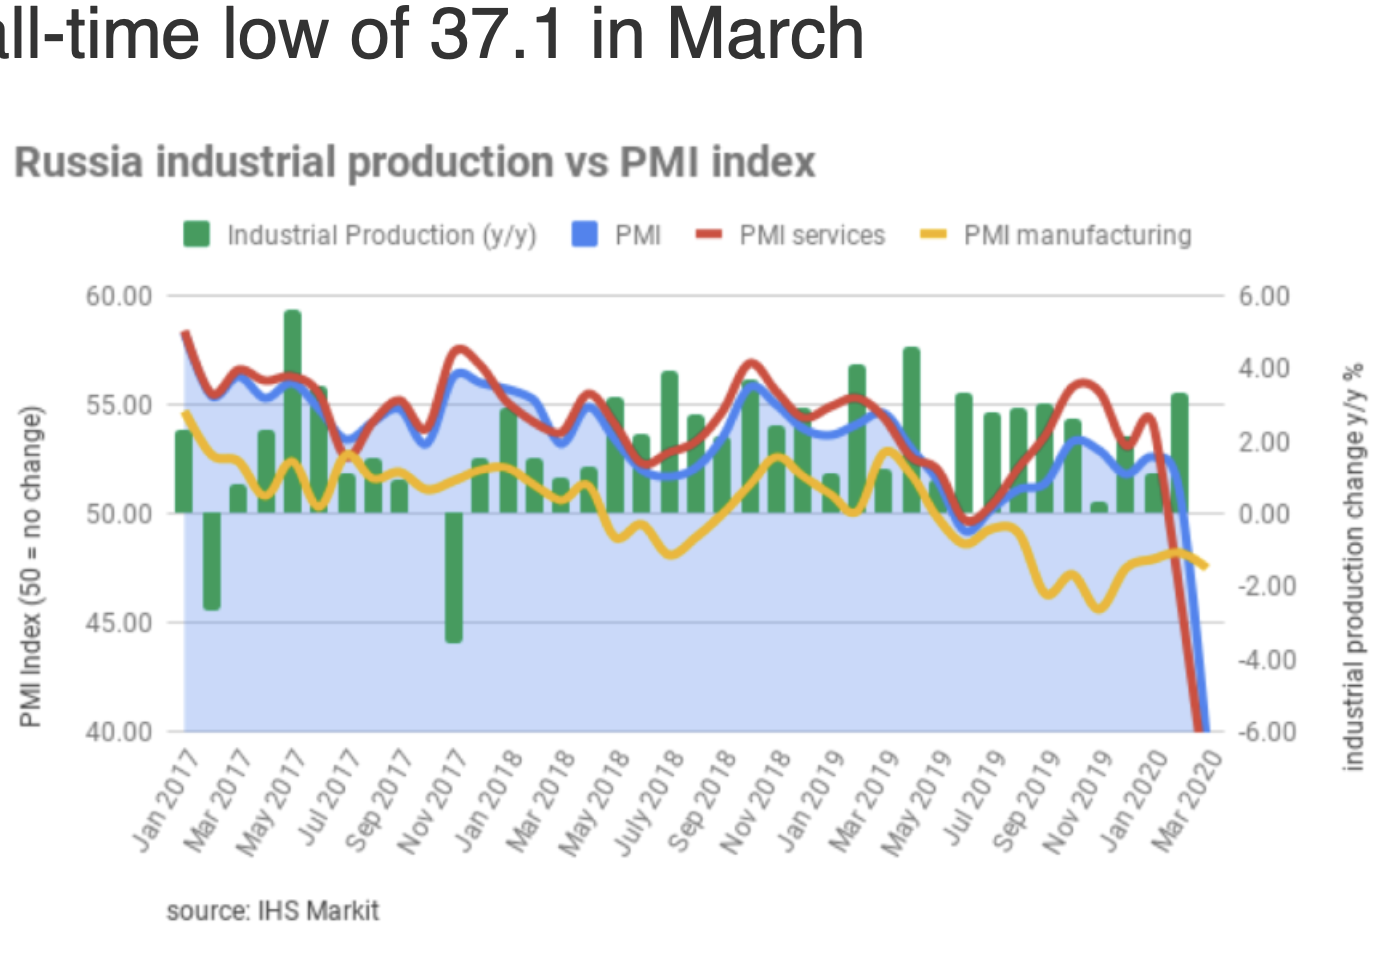 all-time low of 37.1 in March
Russia industrial production vs PMI index
Industrial Production (y/y) PMI PMI services PMI manufacturing
60.00
55.00
50.00
45.00
40.00
6.00
4.00
2.00
0.00
-2.00
-4.00
-6.00
PMI Index (50 = no change)
industrial production change y/y %
Jan 2017
Mar 2017
May 2017
Jul 2017
Sep 2017
Nov 2017
Jan 2018
Mar 2018
May 2018
July 2018
Sep 2018
Nov 2018
Jan 2019
Mar 2019
May 2019
Jul 2019
Sep 2019
Nov 2019
Jan 2020
Mar 2020
source: IHS Markit